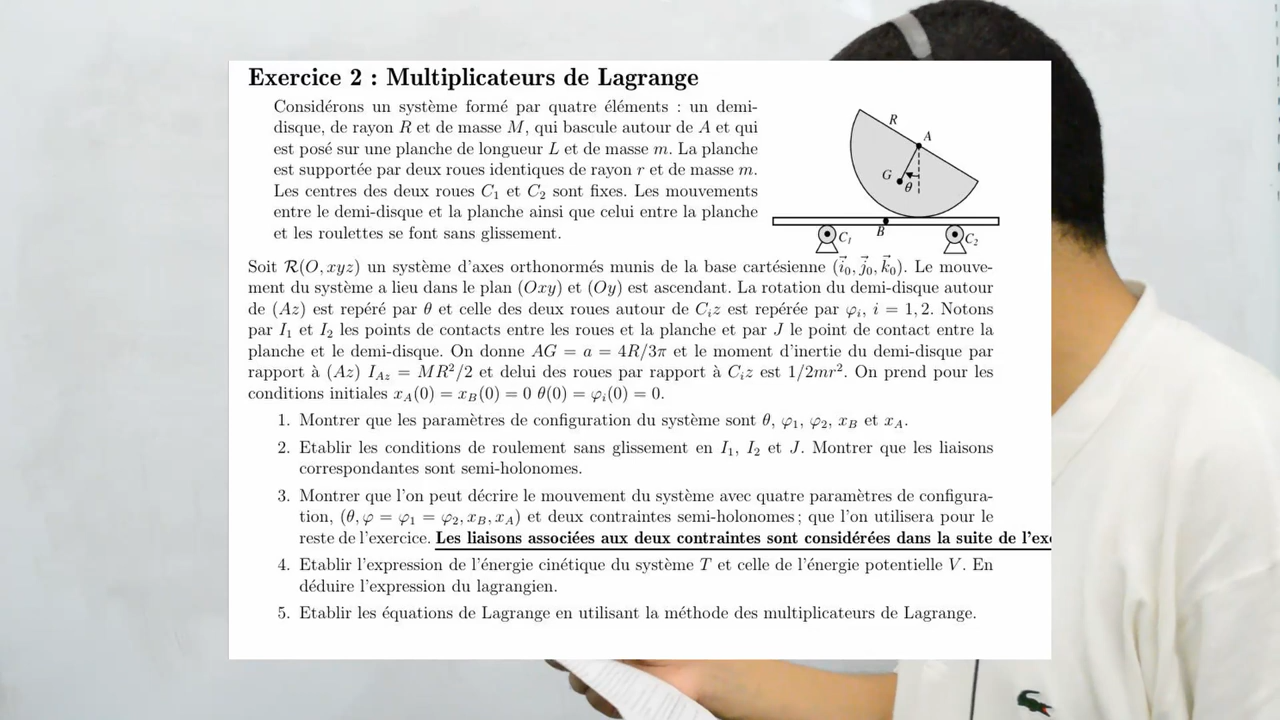 Exercice 2 : Multiplicateurs de Lagrange
Considérons un système formé par quatre éléments : un demi-
disque, de rayon R et de masse M, qui bascule autour de A et qui
est posé sur une planche de longueur L et de masse m. La planche
est supportée par deux roues identiques de rayon r et de masse m.
Les centres des deux roues C₁ et C₂ sont fixes. Les mouvements
entre le demi-disque et la planche ainsi que celui entre la planche
et les roulettes se font sans glissement.
R
A
G
θ
B
C₁
C₂
Soit R(O, xyz) un système d'axes orthonormés munis de la base cartésienne (i⃗₀, j⃗₀, k⃗₀). Le mouve-
ment du système a lieu dans le plan (Oxy) et (Oy) est ascendant. La rotation du demi-disque autour
de (Az) est repéré par θ et celle des deux roues autour de Cᵢz est repérée par φᵢ, i = 1, 2. Notons
par I₁ et I₂ les points de contacts entre les roues et la planche et par J le point de contact entre la
planche et le demi-disque. On donne AG = a = 4R/3π et le moment d'inertie du demi-disque par
rapport à (Az) I_Az = MR²/2 et delui des roues par rapport à Cᵢz est 1/2mr². On prend pour les
conditions initiales x_A(0) = x_B(0) = 0 θ(0) = φᵢ(0) = 0.
1. Montrer que les paramètres de configuration du système sont θ, φ₁, φ₂, x_B et x_A.
2. Etablir les conditions de roulement sans glissement en I₁, I₂ et J. Montrer que les liaisons
correspondantes sont semi-holonomes.
3. Montrer que l'on peut décrire le mouvement du système avec quatre paramètres de configura-
tion, (θ, φ = φ₁ = φ₂, x_B, x_A) et deux contraintes semi-holonomes; que l'on utilisera pour le
reste de l'exercice. Les liaisons associées aux deux contraintes sont considérées dans la suite de l'ex
4. Etablir l'expression de l'énergie cinétique du système T et celle de l'énergie potentielle V. En
déduire l'expression du lagrangien.
5. Etablir les équations de Lagrange en utilisant la méthode des multiplicateurs de Lagrange.